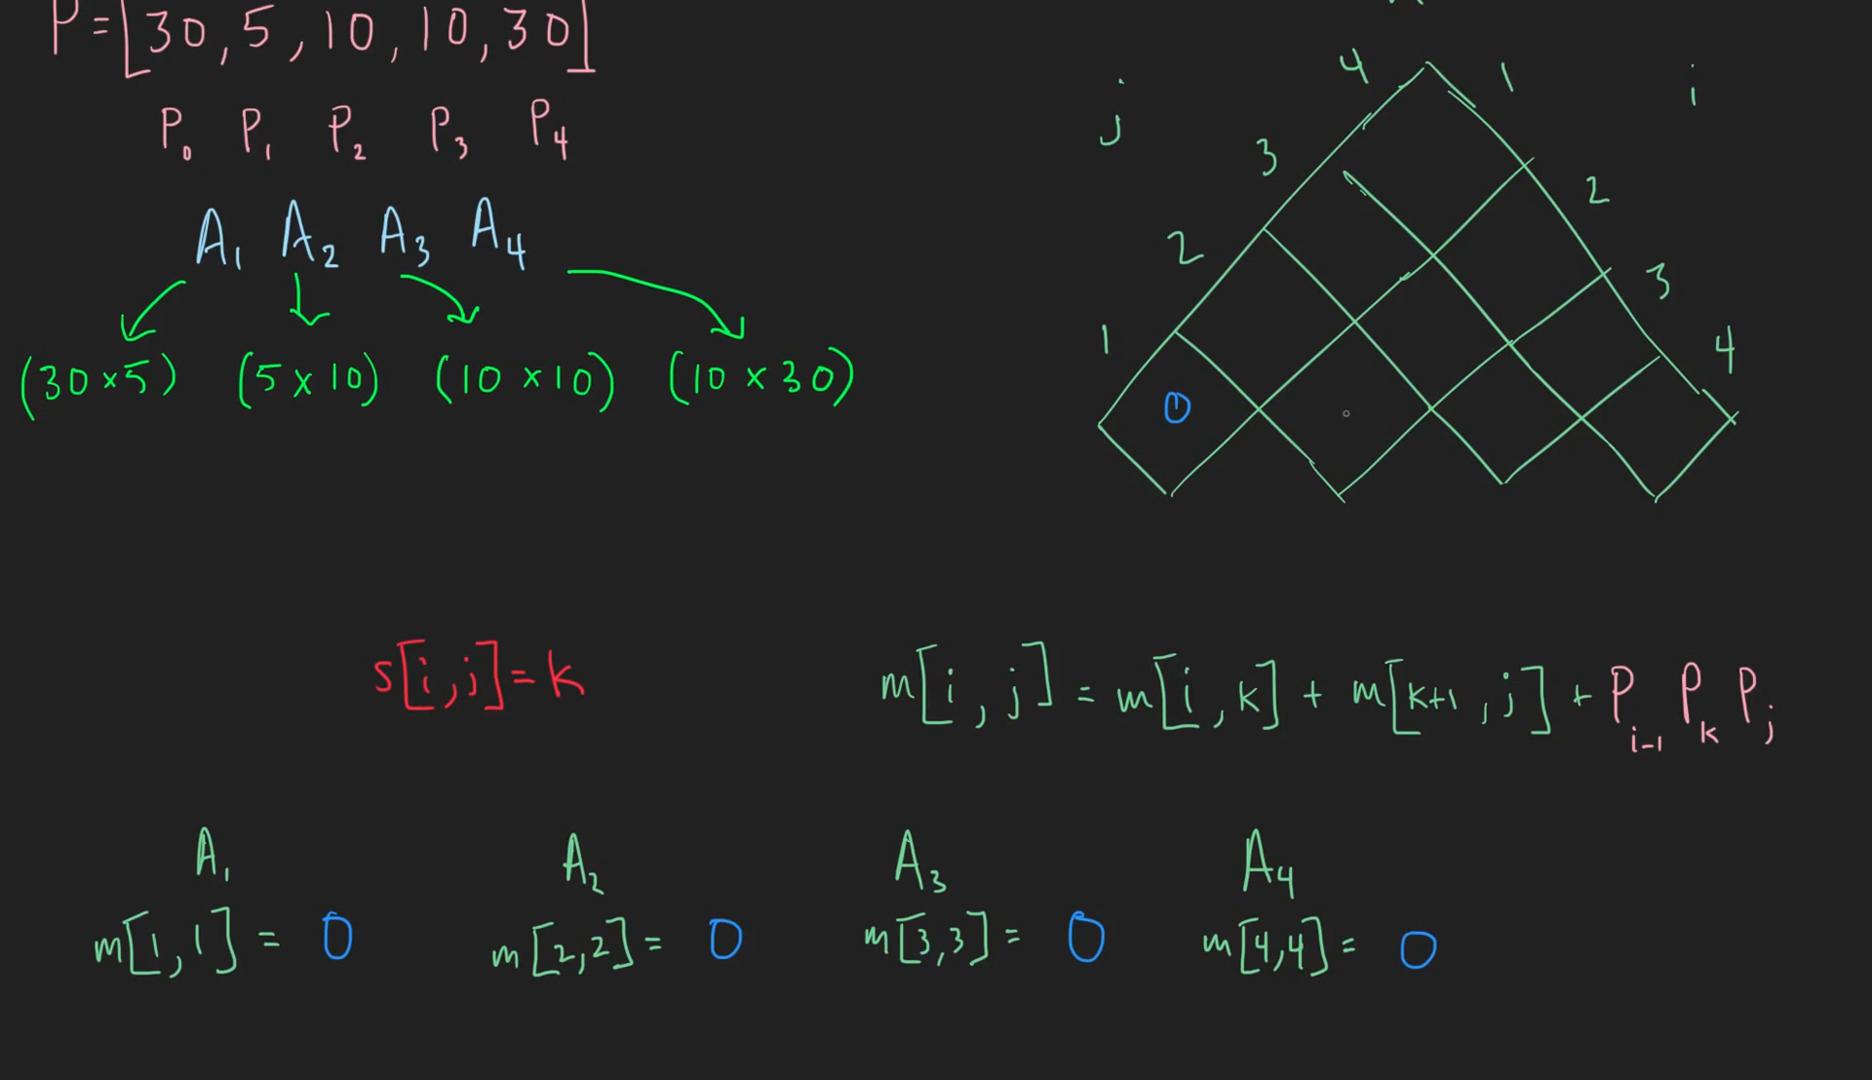 P=[30,5,10,10,30]
P₀ P₁ P₂ P₃ P₄
A₁ A₂ A₃ A₄
(30×5) (5×10) (10×10) (10×30)
4 1
j i
3 2
2 3
1 4
0
s[i,j]=k
m[i,j] = m[i,k] + m[k+1,j] + Pᵢ₋₁ Pₖ Pⱼ
A₁ A₂ A₃ A₄
m[1,1] = 0 m[2,2] = 0 m[3,3] = 0 m[4,4] = 0